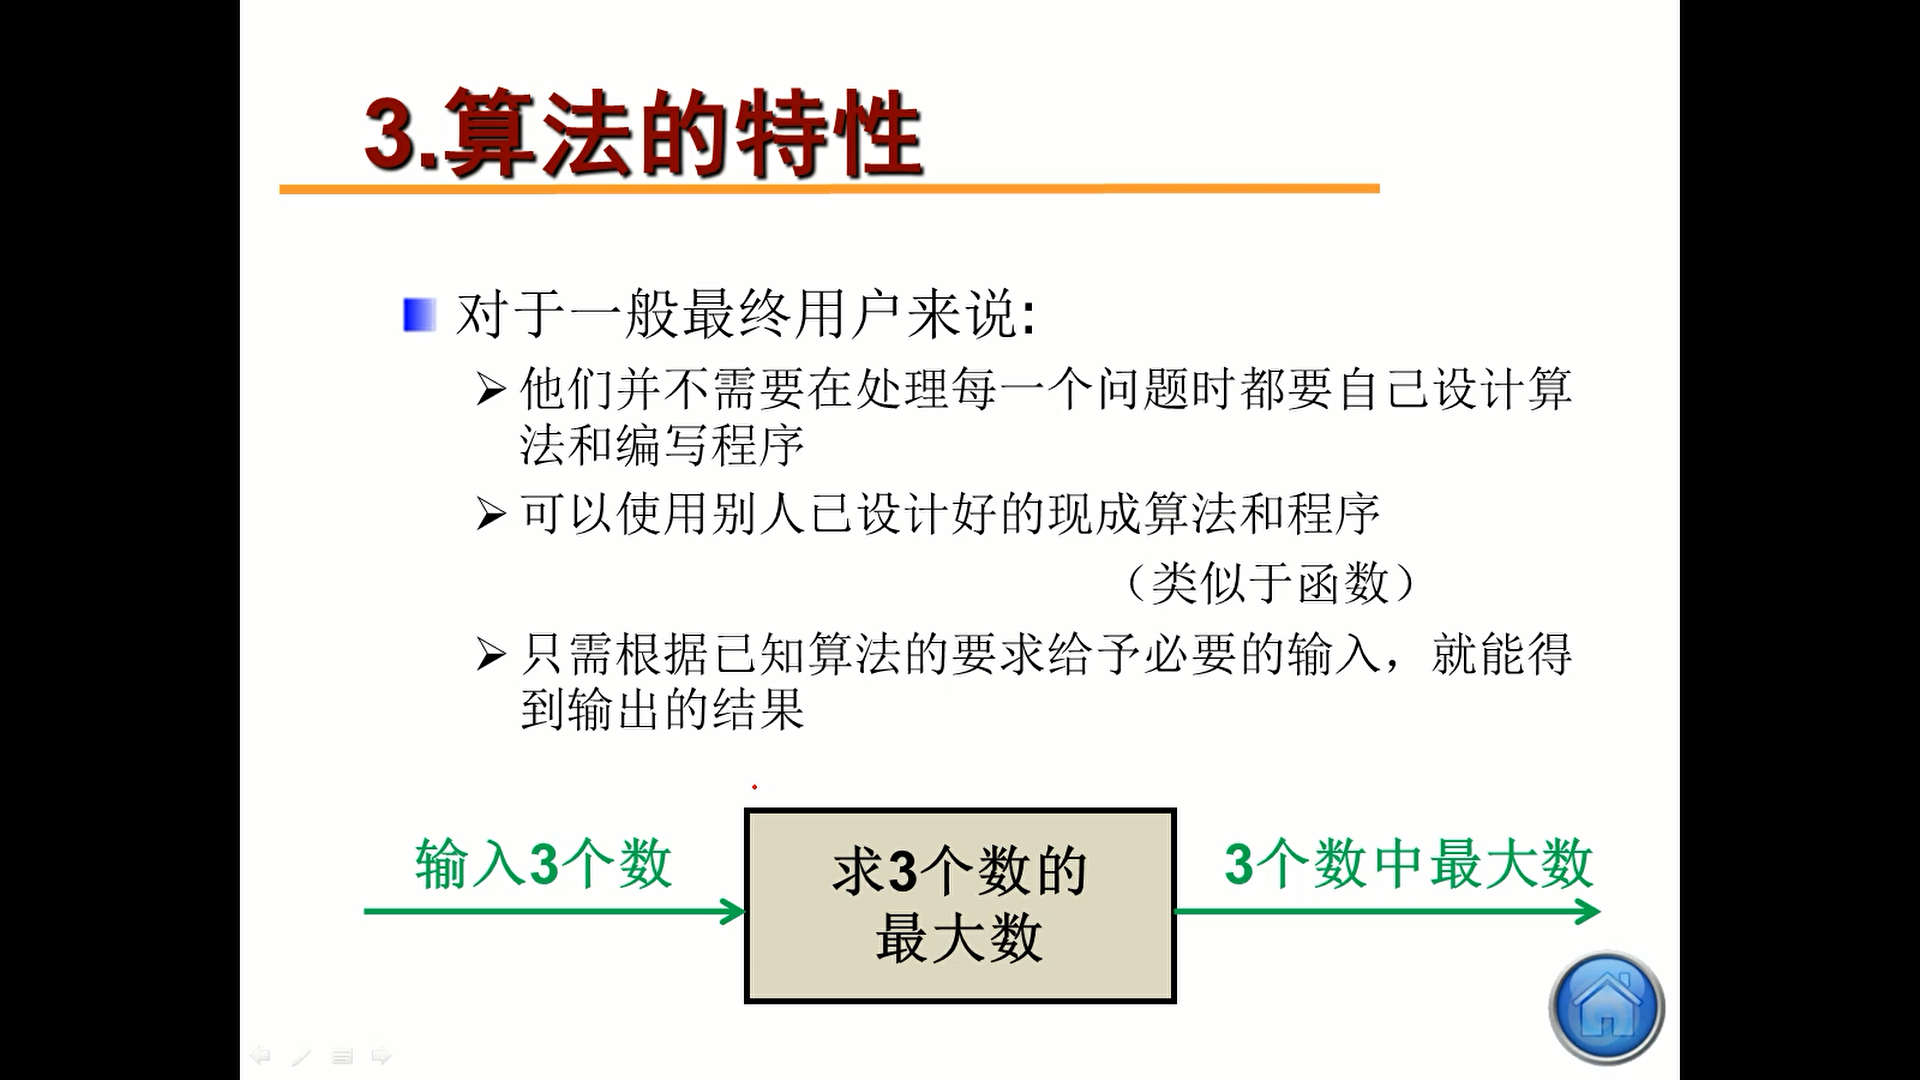 3.算法的特性
对于一般最终用户来说:
他们并不需要在处理每一个问题时都要自己设计算
法和编写程序
可以使用别人已设计好的现成算法和程序
（类似于函数）
只需根据已知算法的要求给予必要的输入，就能得
到输出的结果
输入3个数
求3个数的
最大数
3个数中最大数